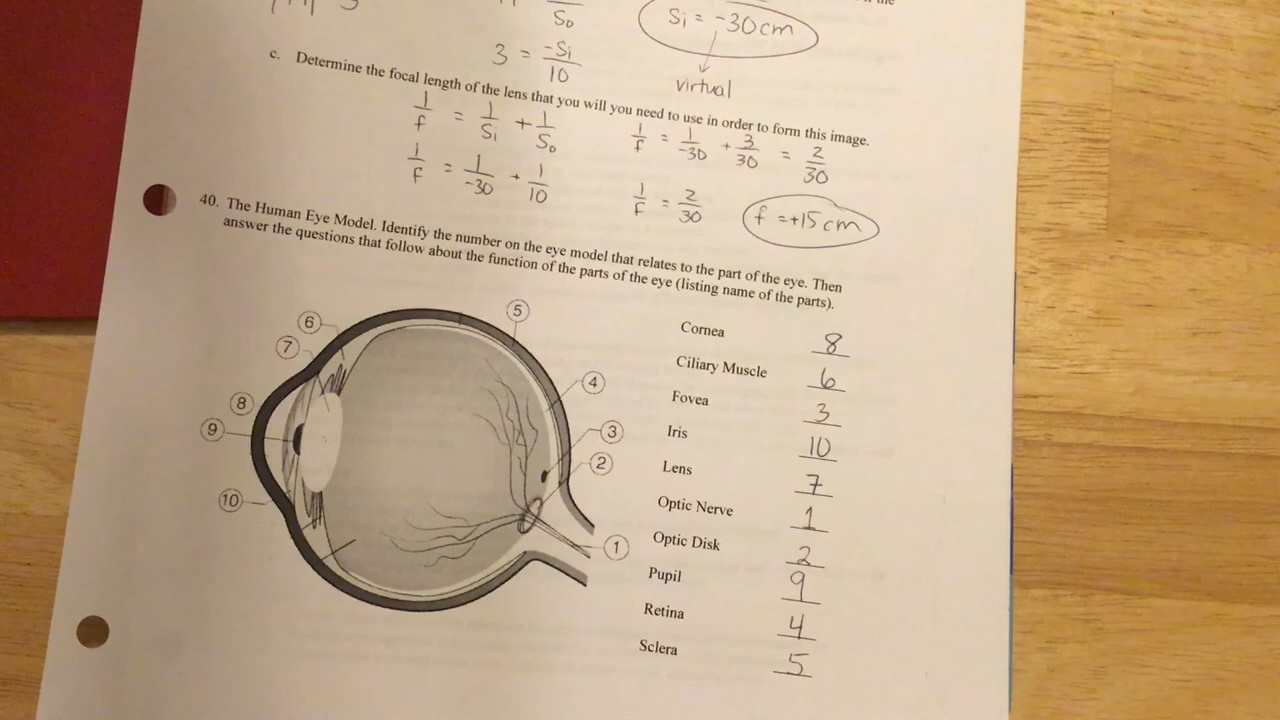 So
Si = -30cm
3 = -Si/10
virtual
c. Determine the focal length of the lens that you will you need to use in order to form this image.
1/f = 1/Si + 1/So
1/f = 1/-30 + 3/30 = 2/30
1/f = 1/-30 + 1/10
1/f = 2/30
f = +15cm
40. The Human Eye Model. Identify the number on the eye model that relates to the part of the eye. Then
answer the questions that follow about the function of the parts of the eye (listing name of the parts).
5
6
7
4
8
9
3
2
10
1
Cornea 8
Ciliary Muscle 6
Fovea 3
Iris 10
Lens 7
Optic Nerve 1
Optic Disk 2
Pupil 9
Retina 4
Sclera 5